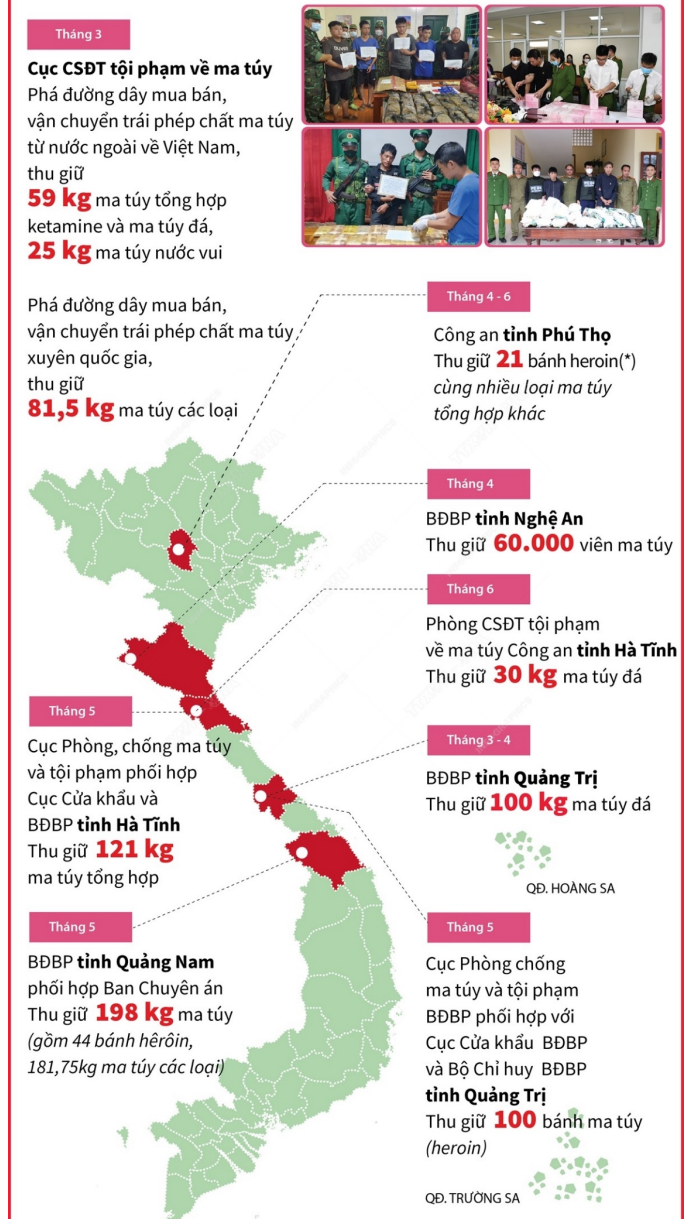 Tháng 3
Cục CSĐT tội phạm về ma túy
Phá đường dây mua bán,
vận chuyển trái phép chất ma túy
từ nước ngoài về Việt Nam,
thu giữ
59 kg ma túy tổng hợp
ketamine và ma túy đá,
25 kg ma túy nước vui
Phá đường dây mua bán,
vận chuyển trái phép chất ma túy
xuyên quốc gia,
thu giữ
81,5 kg ma túy các loại
Tháng 4 - 6
Công an tỉnh Phú Thọ
Thu giữ 21 bánh heroin(*)
cùng nhiều loại ma túy
tổng hợp khác
Tháng 4
BĐBP tỉnh Nghệ An
Thu giữ 60.000 viên ma túy
Tháng 6
Phòng CSĐT tội phạm
về ma túy Công an tỉnh Hà Tĩnh
Thu giữ 30 kg ma túy đá
Tháng 5
Cục Phòng, chống ma túy
và tội phạm phối hợp
Cục Cửa khẩu và
BĐBP tỉnh Hà Tĩnh
Thu giữ 121 kg
ma túy tổng hợp
Tháng 3 - 4
BĐBP tỉnh Quảng Trị
Thu giữ 100 kg ma túy đá
QĐ. HOÀNG SA
Tháng 5
BĐBP tỉnh Quảng Nam
phối hợp Ban Chuyên án
Thu giữ 198 kg ma túy
(gồm 44 bánh hêrôin,
181,75kg ma túy các loại)
Tháng 5
Cục Phòng chống
ma túy và tội phạm
BĐBP phối hợp với
Cục Cửa khẩu BĐBP
và Bộ Chỉ huy BĐBP
tỉnh Quảng Trị
Thu giữ 100 bánh ma túy
(heroin)
QĐ. TRƯỜNG SA